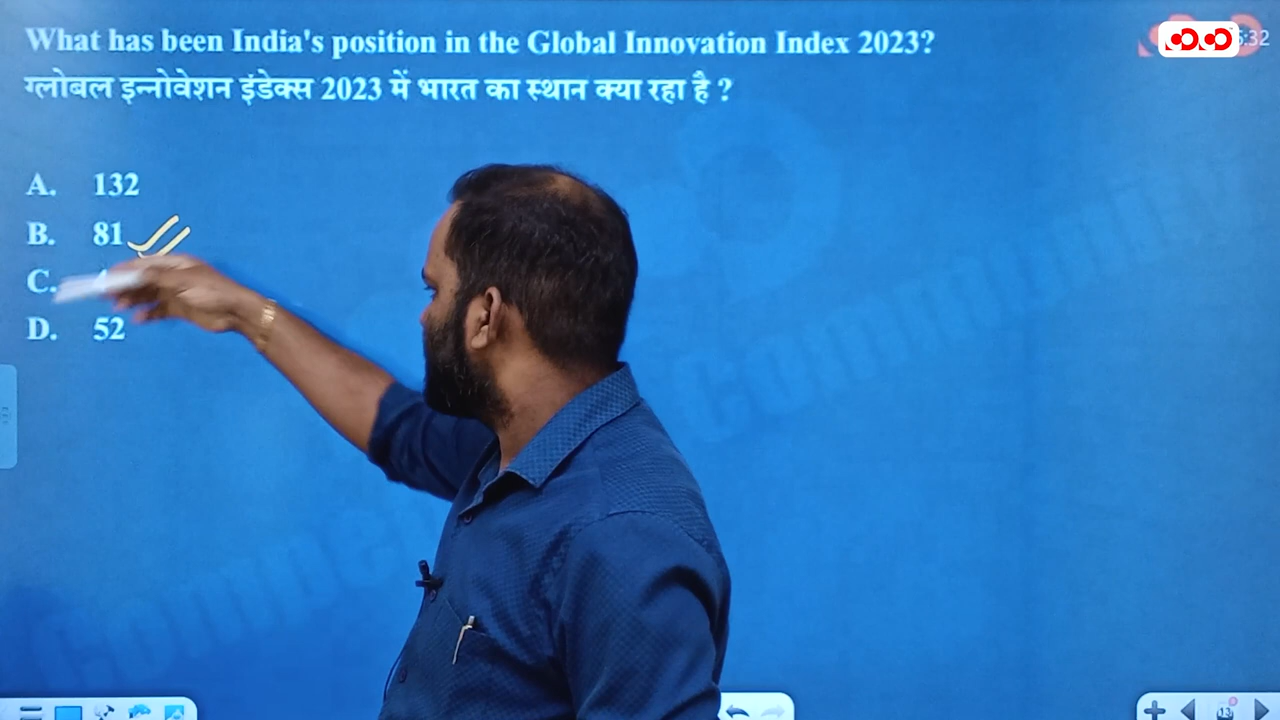 What has been India's position in the Global Innovation Index 2023?
ग्लोबल इन्नोवेशन इंडेक्स 2023 में भारत का स्थान क्या रहा है ?
A. 132
B. 81
C.
D. 52
13